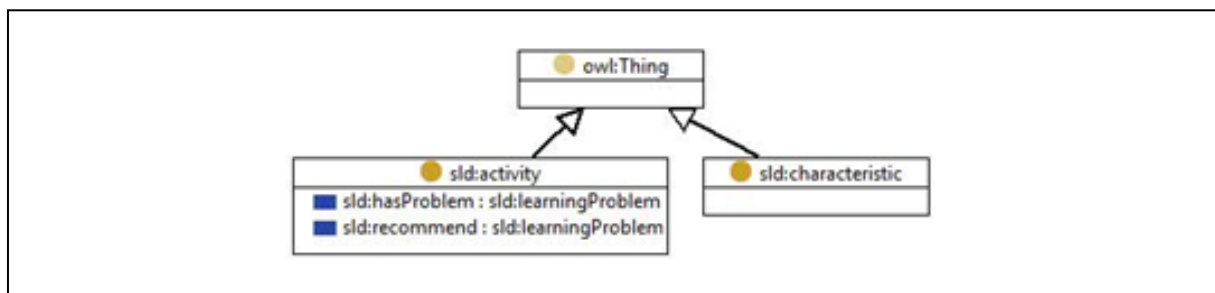 owl:Thing
sld:activity
sld:hasProblem : sld:learningProblem
sld:recommend : sld:learningProblem
sld:characteristic